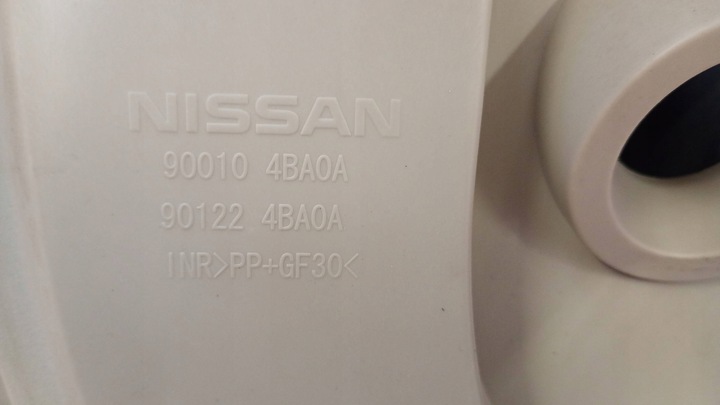 NISSAN
90010 4BA0A
90122 4BA0A
INR>PP+GF30<